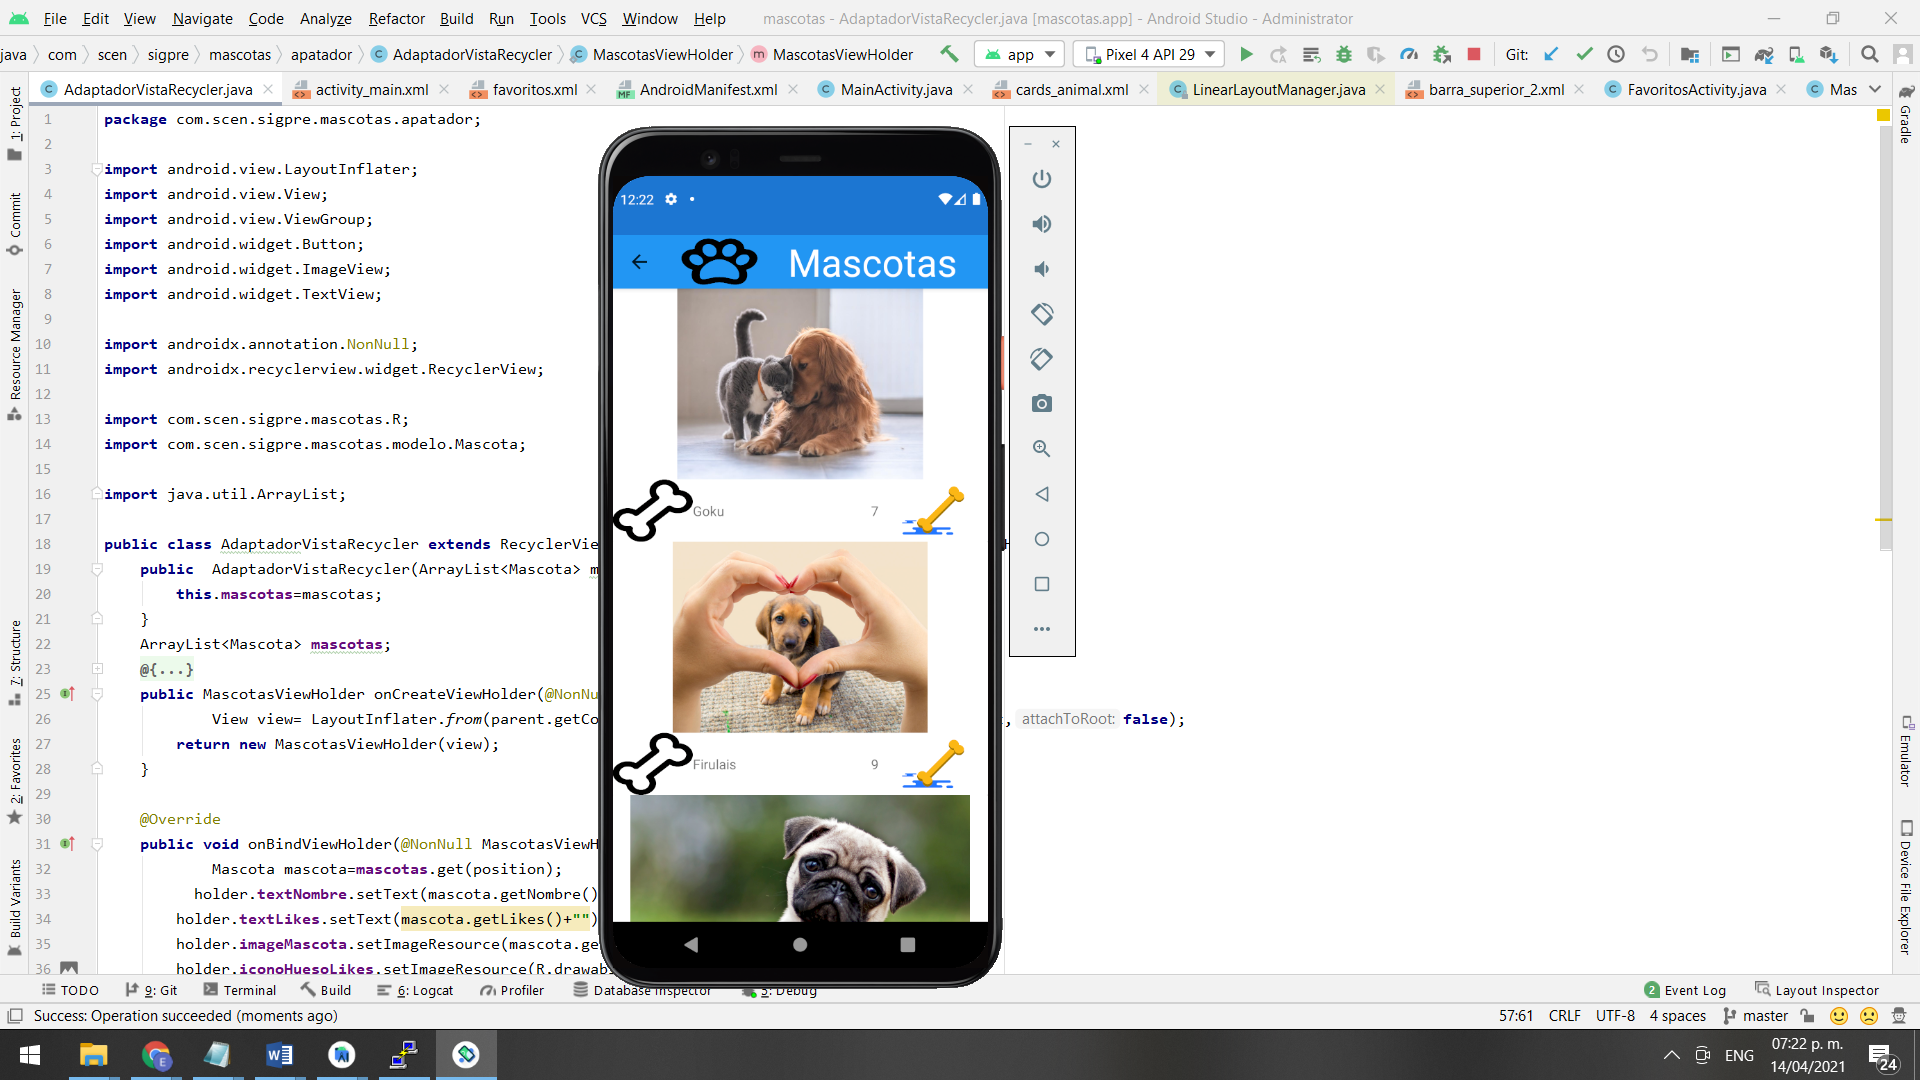 File Edit View Navigate Code Analyze Refactor Build Run Tools VCS Window Help mascotas - AdaptadorVistaRecycler.java [mascotas.app] - Android Studio - Administrator
java com scen sigpre mascotas apatador AdaptadorVistaRecycler MascotasViewHolder MascotasViewHolder app Pixel 4 API 29 Git:
AdaptadorVistaRecycler.java activity_main.xml favoritos.xml AndroidManifest.xml MainActivity.java cards_animal.xml LinearLayoutManager.java barra_superior_2.xml FavoritosActivity.java Mas
1: Project
Commit
Resource Manager
7: Structure
2: Favorites
Build Variants
1 package com.scen.sigpre.mascotas.apatador;
2
3 import android.view.LayoutInflater;
4 import android.view.View;
5 import android.view.ViewGroup;
6 import android.widget.Button;
7 import android.widget.ImageView;
8 import android.widget.TextView;
9
10 import androidx.annotation.NonNull;
11 import androidx.recyclerview.widget.RecyclerView;
12
13 import com.scen.sigpre.mascotas.R;
14 import com.scen.sigpre.mascotas.modelo.Mascota;
15
16 import java.util.ArrayList;
17
18 public class AdaptadorVistaRecycler extends RecyclerVie
19 public AdaptadorVistaRecycler(ArrayList<Mascota> m
20 this.mascotas=mascotas;
21 }
22 ArrayList<Mascota> mascotas;
23 @{...}
25 public MascotasViewHolder onCreateViewHolder(@NonNu
26 View view= LayoutInflater.from(parent.getCo , attachToRoot: false);
27 return new MascotasViewHolder(view);
28 }
29
30 @Override
31 public void onBindViewHolder(@NonNull MascotasViewH
32 Mascota mascota=mascotas.get(position);
33 holder.textNombre.setText(mascota.getNombre()
34 holder.textLikes.setText(mascota.getLikes()+"")
35 holder.imageMascota.setImageResource(mascota.ge
36 holder.iconoHuesoLikes.setImageResource(R.drawab
12:22
Mascotas
Goku 7
Firulais 9
Gradle
Emulator
Device File Explorer
TODO 9: Git Terminal Build 6: Logcat Profiler Database Inspector 5: Debug 2 Event Log Layout Inspector
Success: Operation succeeded (moments ago) 57:61 CRLF UTF-8 4 spaces master
ENG 07:22 p. m.
14/04/2021 24